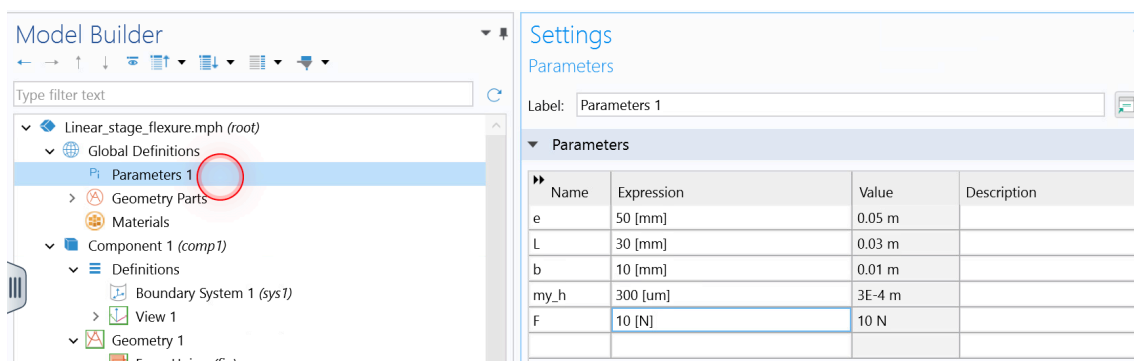 Model Builder
Type filter text
Linear_stage_flexure.mph (root)
Global Definitions
Pi Parameters 1
Geometry Parts
Materials
Component 1 (comp1)
Definitions
Boundary System 1 (sys1)
View 1
Geometry 1
Settings
Parameters
Label: Parameters 1
Parameters
Name Expression Value Description
e 50 [mm] 0.05 m
L 30 [mm] 0.03 m
b 10 [mm] 0.01 m
my_h 300 [um] 3E-4 m
F 10 [N] 10 N